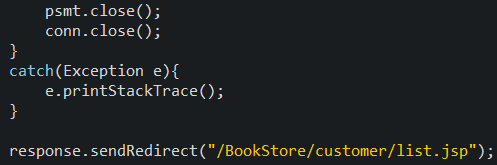 psmt.close();
conn.close();
}
catch(Exception e){
e.printStackTrace();
}
response.sendRedirect("/BookStore/customer/list.jsp");